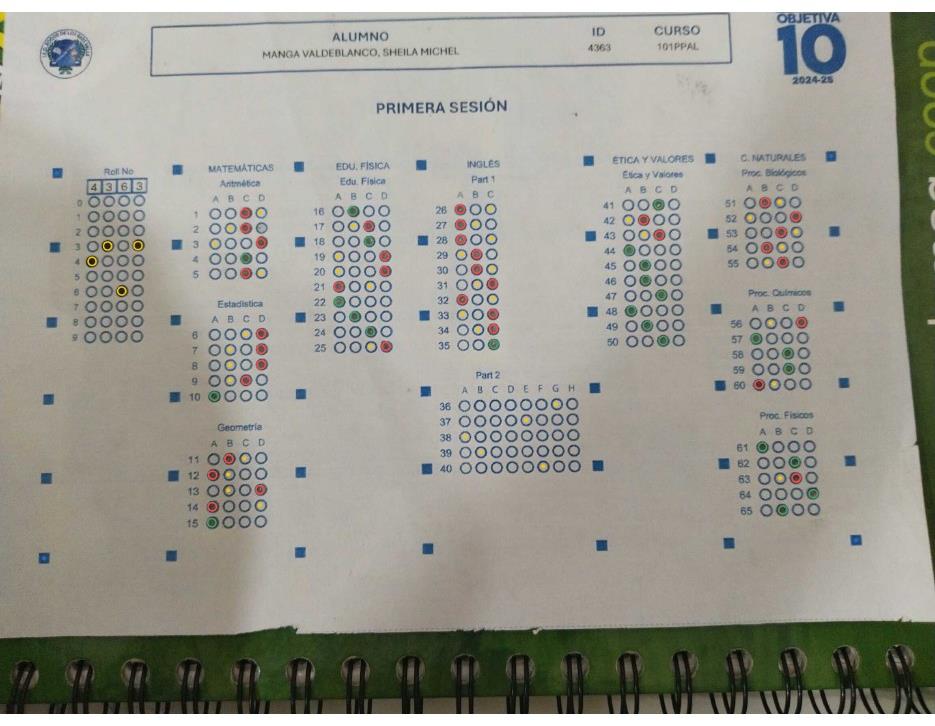 ALUMNO
MANGA VALDEBLANCO, SHEILA MICHEL
ID
4363
CURSO
101PPAL
OBJETIVA
10
2024-25
PRIMERA SESIÓN
Roll No
4 3 6 3
0
1
2
3
4
5
6
7
8
9
MATEMÁTICAS
Aritmética
A B C D
1
2
3
4
5
Estadística
A B C D
6
7
8
9
10
Geometría
A B C D
11
12
13
14
15
EDU. FÍSICA
Edu. Física
A B C D
16
17
18
19
20
21
22
23
24
25
INGLÉS
Part 1
A B C
26
27
28
29
30
31
32
33
34
35
Part 2
A B C D E F G H
36
37
38
39
40
ÉTICA Y VALORES
Ética y Valores
A B C D
41
42
43
44
45
46
47
48
49
50
C. NATURALES
Proc. Biológicos
A B C D
51
52
53
54
55
Proc. Químicos
A B C D
56
57
58
59
60
Proc. Físicos
A B C D
61
62
63
64
65